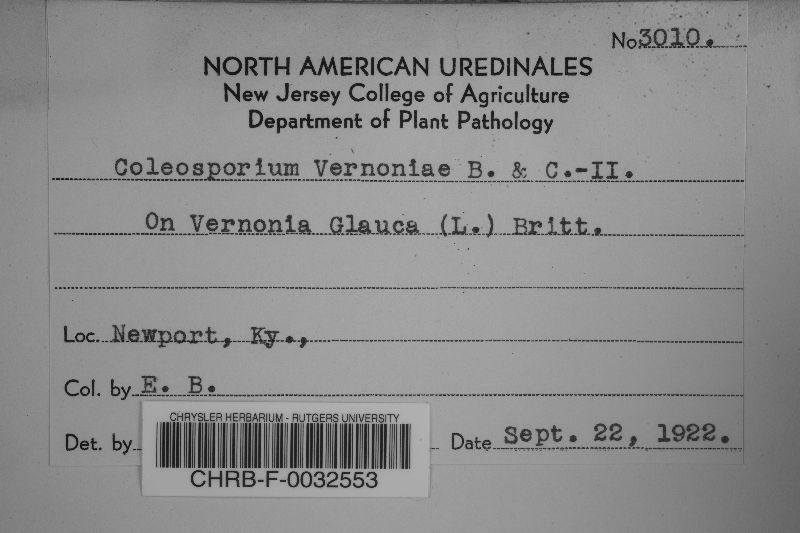 No. 3010.
NORTH AMERICAN UREDINALES
New Jersey College of Agriculture
Department of Plant Pathology
Coleosporium Vernoniae B. & C.-II.
On Vernonia Glauca (L.) Britt.
Loc. Newport, Ky.,
Col. by E. B.
Det. by
Date Sept. 22, 1922.
CHRYSLER HERBARIUM - RUTGERS UNIVERSITY
CHRB-F-0032553